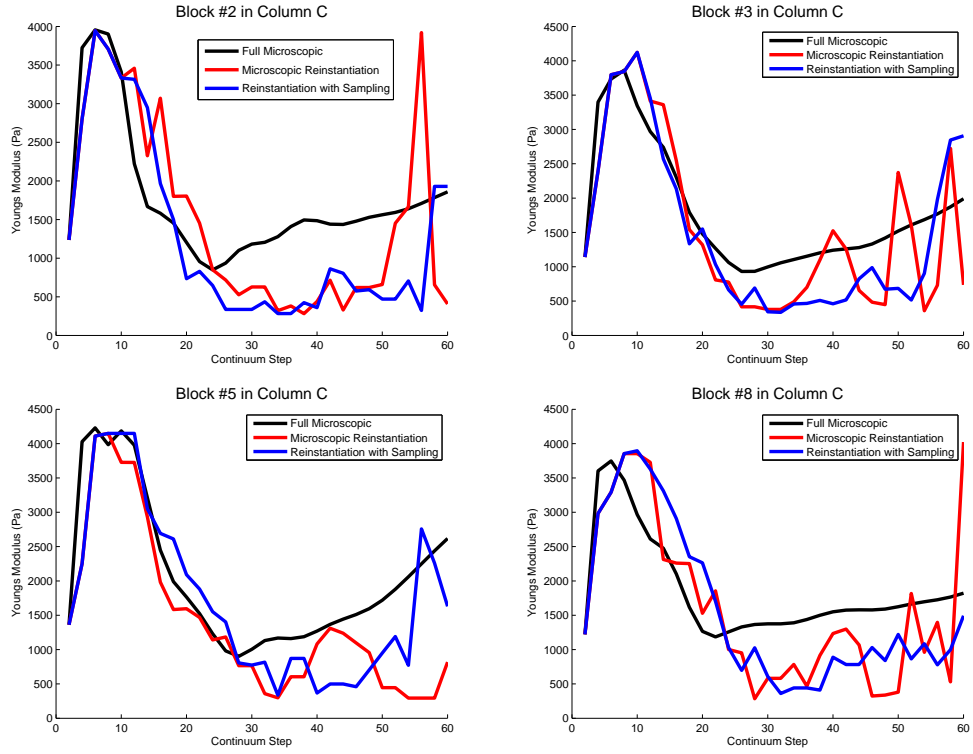 Block #2 in Column C
4000
3500
3000
2500
2000
1500
1000
500
0
Youngs Modulus (Pa)
Full Microscopic
Microscopic Reinstantiation
Reinstantiation with Sampling
0 10 20 30 40 50 60
Continuum Step
Block #3 in Column C
4500
4000
3500
3000
2500
2000
1500
1000
500
0
Youngs Modulus (Pa)
Full Microscopic
Microscopic Reinstantiation
Reinstantiation with Sampling
0 10 20 30 40 50 60
Continuum Step
Block #5 in Column C
4500
4000
3500
3000
2500
2000
1500
1000
500
0
Youngs Modulus (Pa)
Full Microscopic
Microscopic Reinstantiation
Reinstantiation with Sampling
0 10 20 30 40 50 60
Continuum Step
Block #8 in Column C
4500
4000
3500
3000
2500
2000
1500
1000
500
0
Youngs Modulus (Pa)
Full Microscopic
Microscopic Reinstantiation
Reinstantiation with Sampling
0 10 20 30 40 50 60
Continuum Step